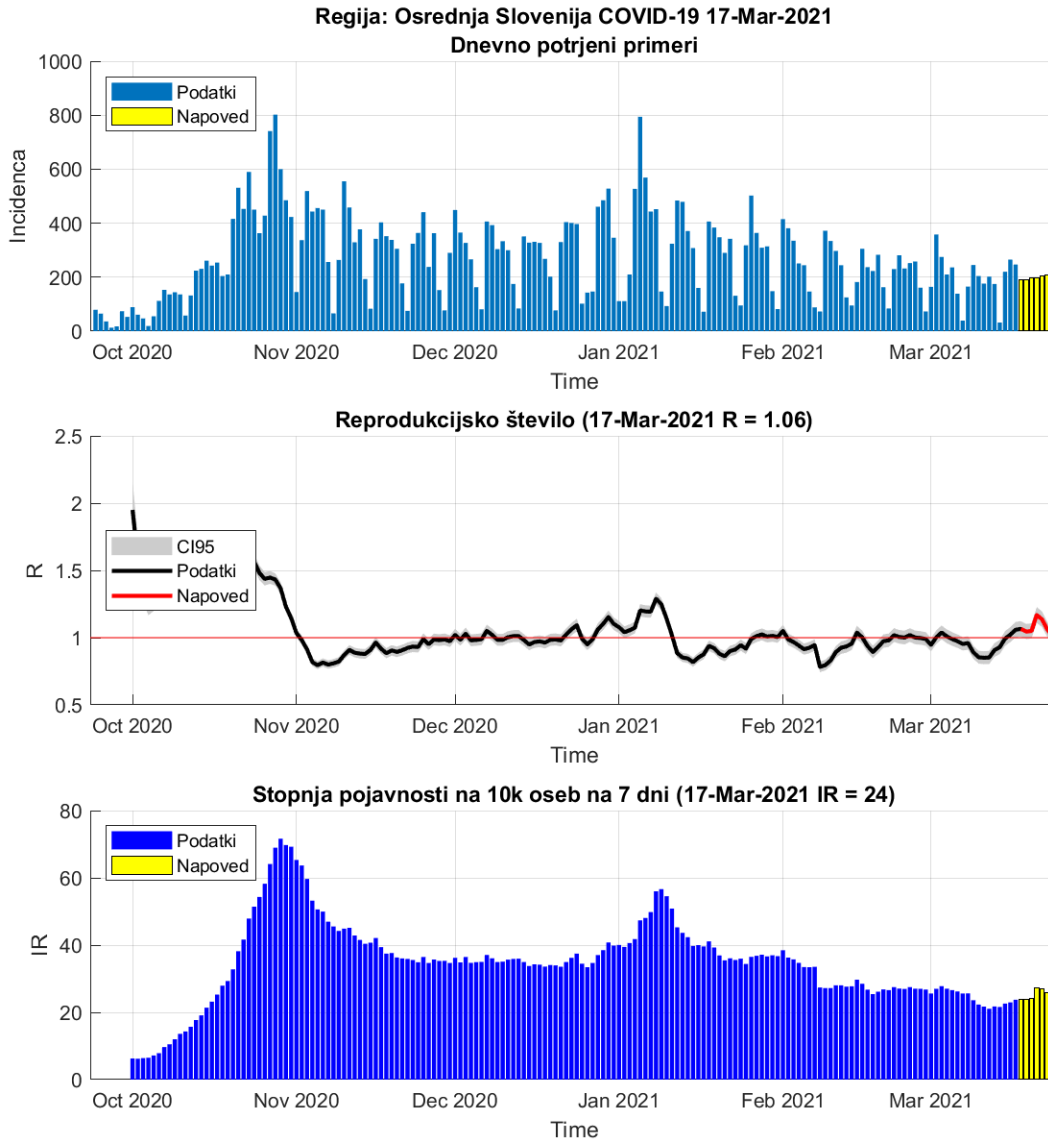 Regija: Osrednja Slovenija COVID-19 17-Mar-2021
Dnevno potrjeni primeri
1000
800
600
400
200
0
Incidenca
Podatki
Napoved
Oct 2020 Nov 2020 Dec 2020 Jan 2021 Feb 2021 Mar 2021
Time
Reprodukcijsko število (17-Mar-2021 R = 1.06)
2.5
2
1.5
1
0.5
R
CI95
Podatki
Napoved
Oct 2020 Nov 2020 Dec 2020 Jan 2021 Feb 2021 Mar 2021
Time
Stopnja pojavnosti na 10k oseb na 7 dni (17-Mar-2021 IR = 24)
80
60
40
20
0
IR
Podatki
Napoved
Oct 2020 Nov 2020 Dec 2020 Jan 2021 Feb 2021 Mar 2021
Time